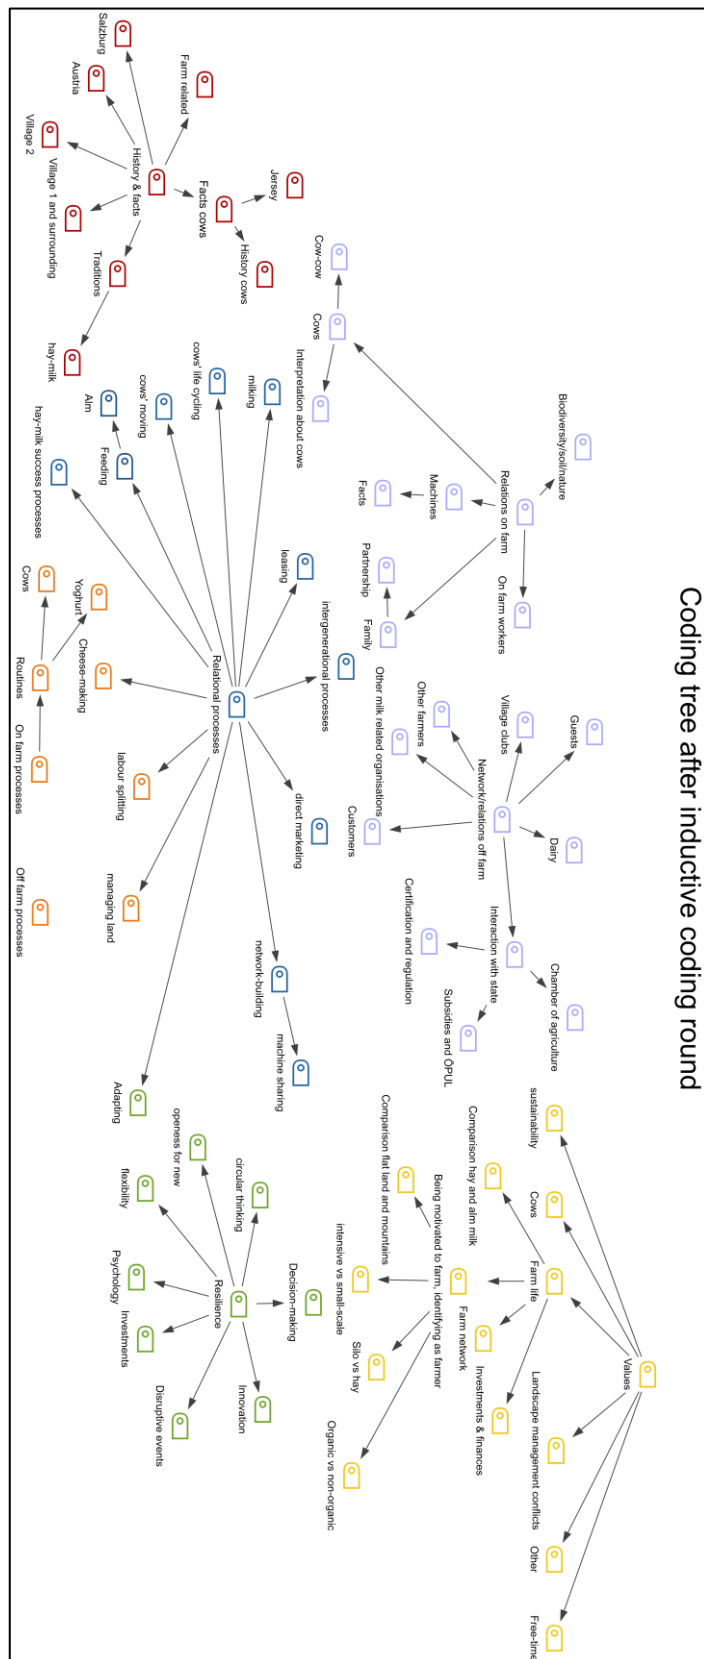 Coding tree after inductive coding round
Values
sustainability
Cows
Farm life
Landscape management conflicts
Other
Free-time
Comparison hay and alm milk
Being motivated to farm, identifying as farmer
Farm network
Investments & finances
Comparison flat land and mountains
intensive vs small-scale
Silo vs hay
Organic vs non-organic
Biodiversity/soil/nature
Relations on farm
On farm workers
Machines
Facts
Family
Partnership
Cows
Cow-cow
Interpretation about cows
Guests
Village clubs
Network/relations off farm
Dairy
Other farmers
Other milk related organisations
Customers
Interaction with state
Chamber of agriculture
Certification and regulation
Subsidies and ÖPUL
Salzburg
Austria
Farm related
Village 2
Village 1 and surrounding
History & facts
Facts cows
Jersey
History cows
Traditions
hay-milk
milking
cows' life cycling
cows' moving
Feeding
Alm
hay-milk success processes
leasing
intergenerational processes
Relational processes
direct marketing
network-building
machine sharing
Cheese-making
labour splitting
managing land
Yoghurt
Cows
Routines
On farm processes
Off farm processes
Adapting
openess for new
circular thinking
flexibility
Decision-making
Resilience
Psychology
Investments
Disruptive events
Innovation